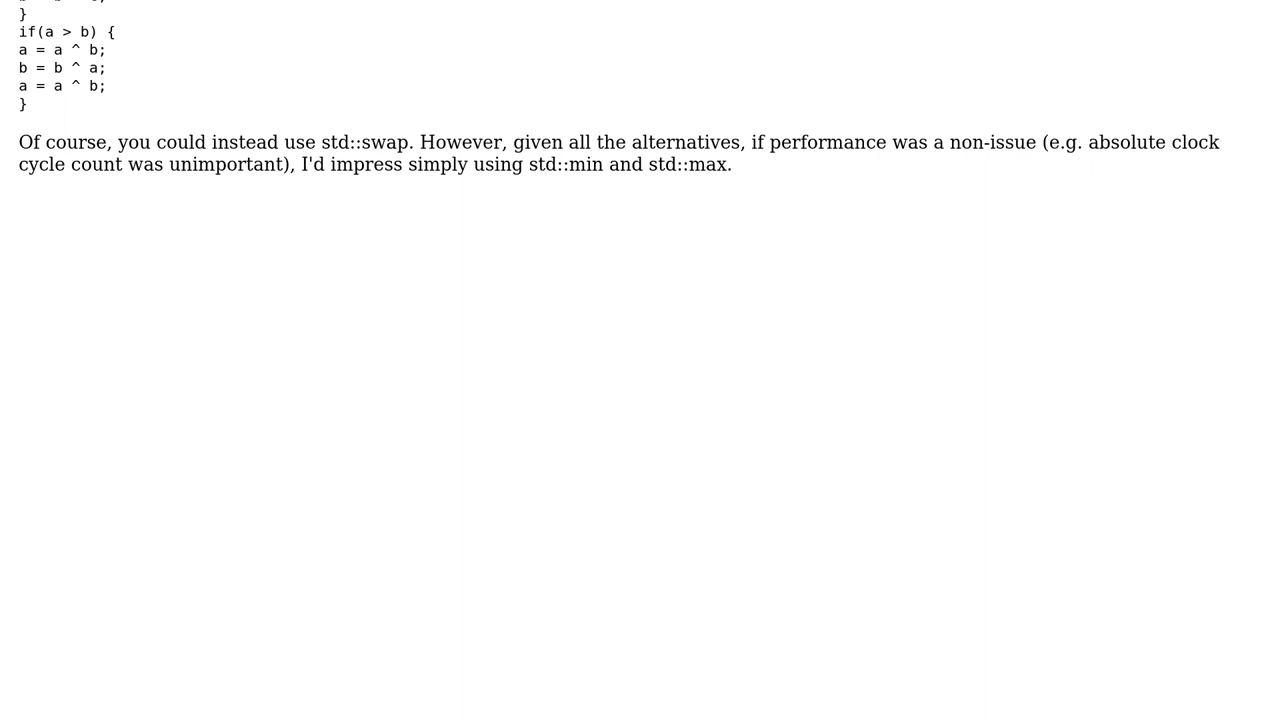 }
if(a > b) {
a = a ^ b;
b = b ^ a;
a = a ^ b;
}
Of course, you could instead use std::swap. However, given all the alternatives, if performance was a non-issue (e.g. absolute clock
cycle count was unimportant), I'd impress simply using std::min and std::max.